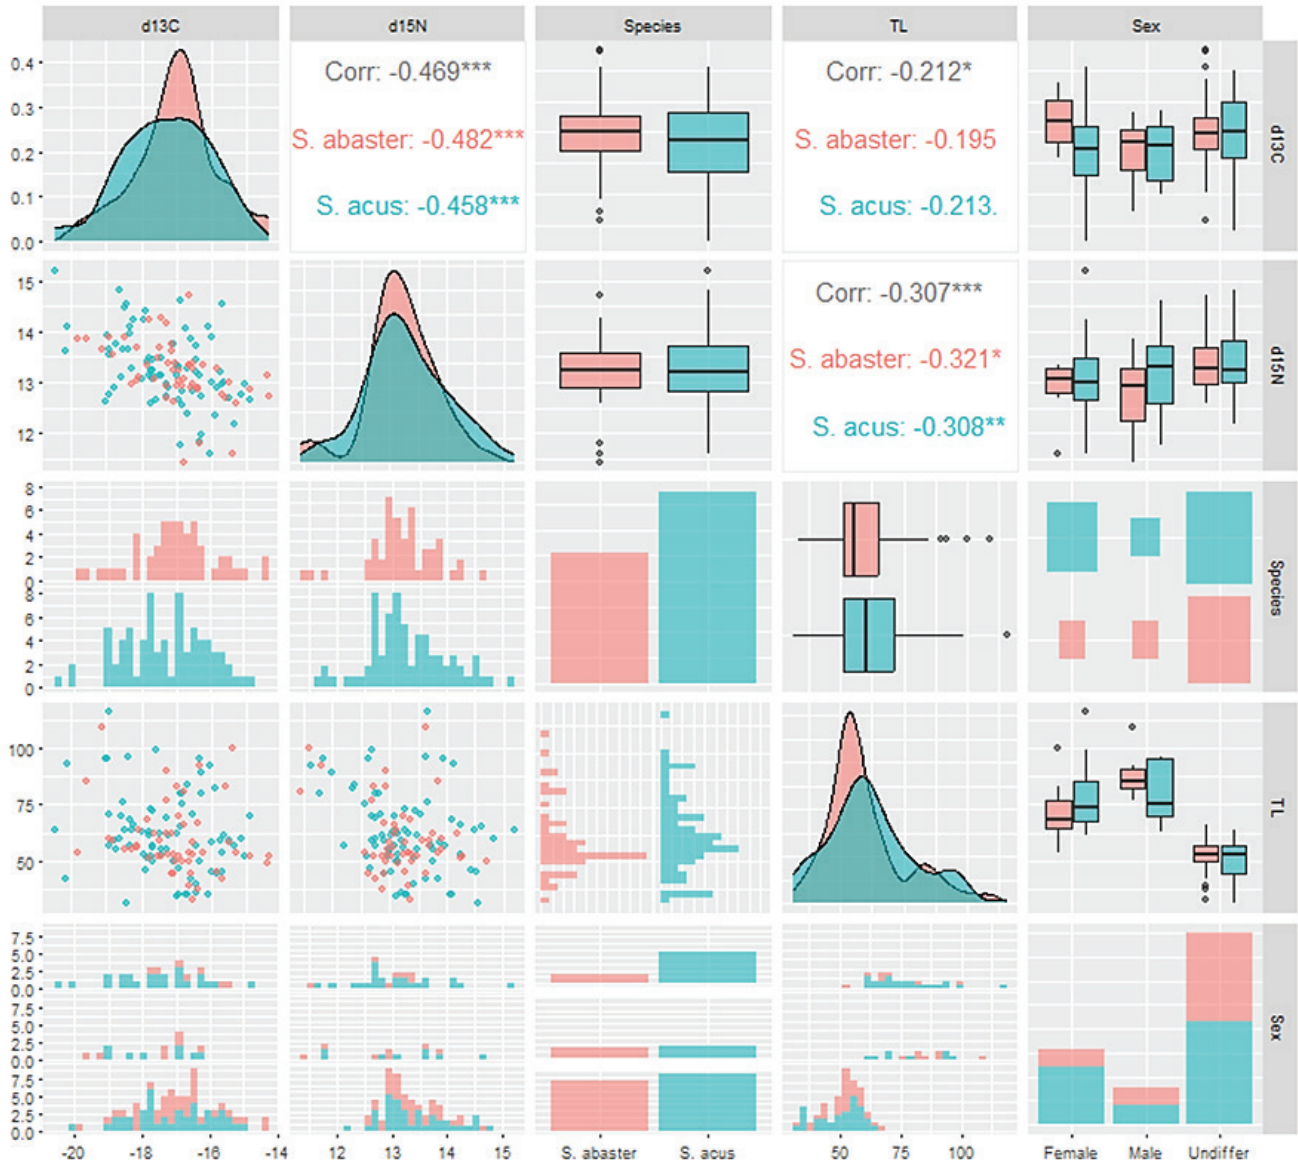 d13C d15N Species TL Sex
0.4
0.3
0.2
0.1
0.0
Corr: -0.469***
S. abaster: -0.482***
S. acus: -0.458***
Corr: -0.212*
S. abaster: -0.195
S. acus: -0.213.
d13C
15
14
13
12
Corr: -0.307***
S. abaster: -0.321*
S. acus: -0.308**
d15N
8
6
4
2
0
8
6
4
2
0
Species
100
75
50
TL
7.5
5.0
2.5
0.0
7.5
5.0
2.5
0.0
7.5
5.0
2.5
0.0
Sex
-20 -18 -16 -14 12 13 14 15 S. abaster S. acus 50 75 100 Female Male Undiffer